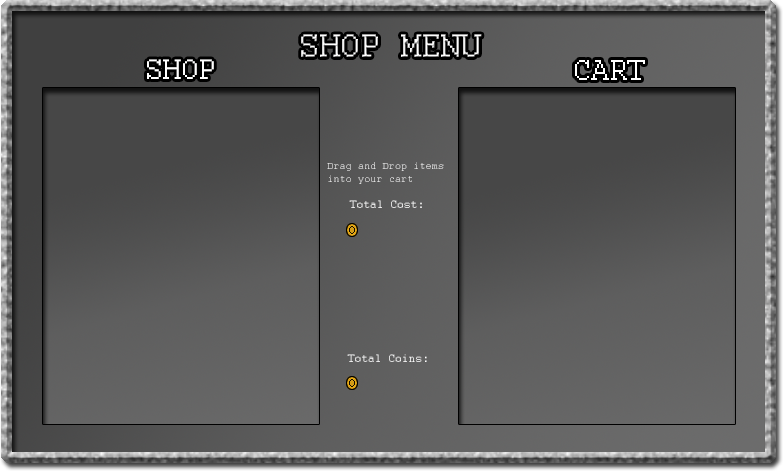 SHOP MENU
SHOP
CART
Drag and Drop items
into your cart
Total Cost:
Total Coins: